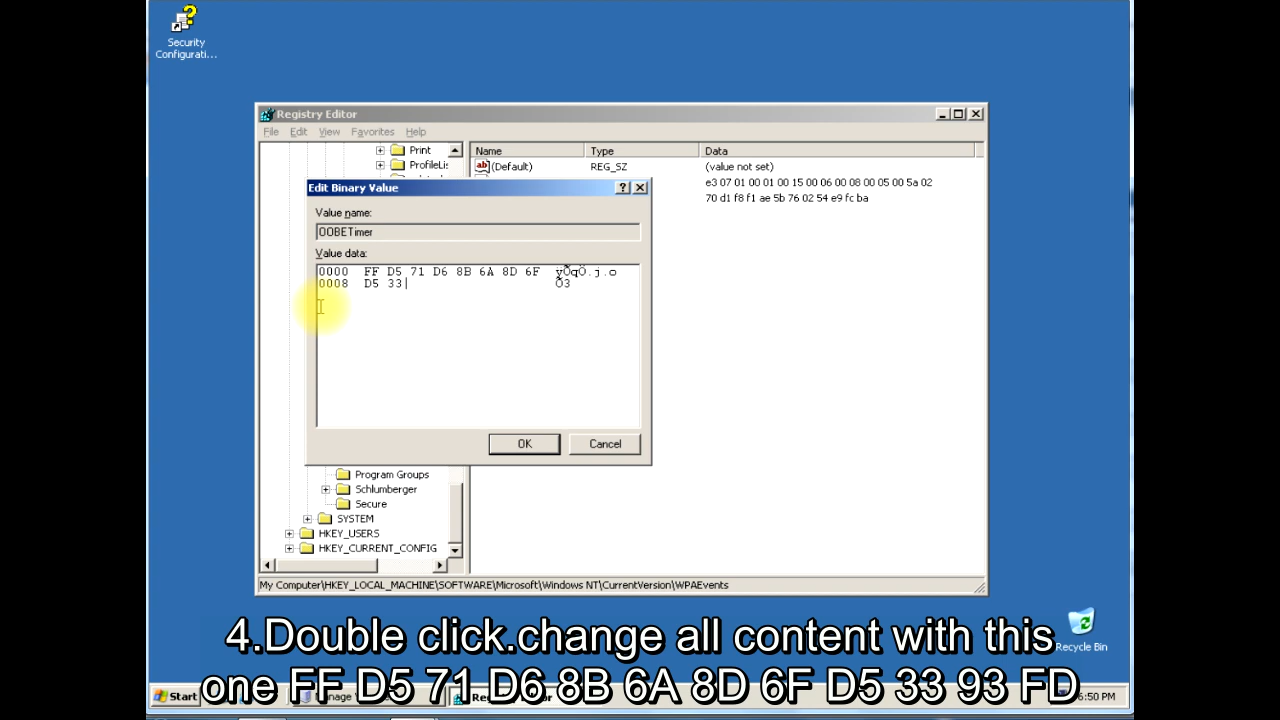 Security
Configurati...
Registry Editor
File Edit View Favorites Help
Print
ProfileLis
Name Type Data
(Default) REG_SZ (value not set)
e3 07 01 00 01 00 15 00 06 00 08 00 05 00 5a 02
70 d1 f8 f1 ae 5b 76 02 54 e9 fc ba
Edit Binary Value
Value name:
OOBETimer
Value data:
0000 FF D5 71 D6 8B 6A 8D 6F ÿÕqÖ.j.o
0008 D5 33 Õ3
OK Cancel
Program Groups
Schlumberger
Secure
SYSTEM
HKEY_USERS
HKEY_CURRENT_CONFIG
My Computer\HKEY_LOCAL_MACHINE\SOFTWARE\Microsoft\Windows NT\CurrentVersion\WPAEvents
Recycle Bin
4.Double click.change all content with this
one FF D5 71 D6 8B 6A 8D 6F D5 33 93 FD
Start
6:50 PM